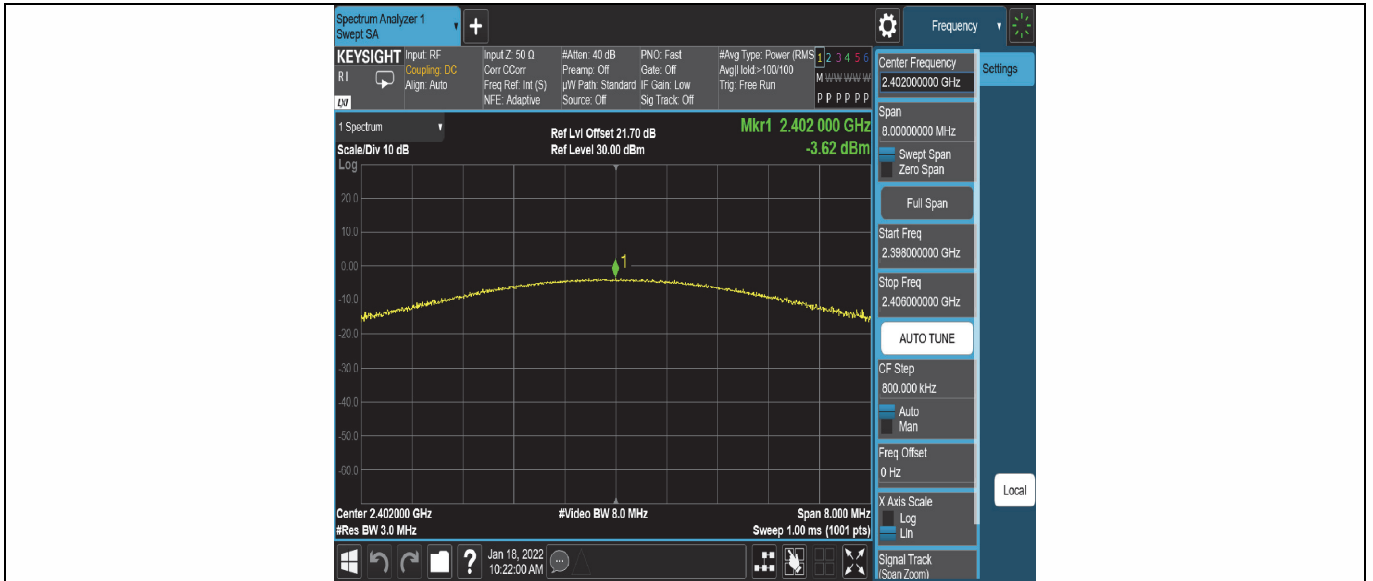 Spectrum Analyzer 1
Swept SA
+
Frequency
KEYSIGHT
R I
LXI
Input: RF
Coupling: DC
Align: Auto
Input Z: 50 Ω
Corr CCorr
Freq Ref: Int (S)
NFE: Adaptive
#Atten: 40 dB
Preamp: Off
µW Path: Standard
Source: Off
PNO: Fast
Gate: Off
IF Gain: Low
Sig Track: Off
#Avg Type: Power (RMS
Avg|Hold:>100/100
Trig: Free Run
1 2 3 4 5 6
M W W W W W
P P P P P P
1 Spectrum
Scale/Div 10 dB
Ref Lvl Offset 21.70 dB
Ref Level 30.00 dBm
Mkr1 2.402 000 GHz
-3.62 dBm
Log
20.0
10.0
0.00
-10.0
-20.0
-30.0
-40.0
-50.0
-60.0
1
Center 2.402000 GHz
#Video BW 8.0 MHz
Span 8.000 MHz
#Res BW 3.0 MHz
Sweep 1.00 ms (1001 pts)
?
Jan 18, 2022
10:22:00 AM
Center Frequency
2.402000000 GHz
Settings
Span
8.00000000 MHz
Swept Span
Zero Span
Full Span
Start Freq
2.398000000 GHz
Stop Freq
2.406000000 GHz
AUTO TUNE
CF Step
800.000 kHz
Auto
Man
Freq Offset
0 Hz
X Axis Scale
Log
Lin
Local
Signal Track
(Span Zoom)